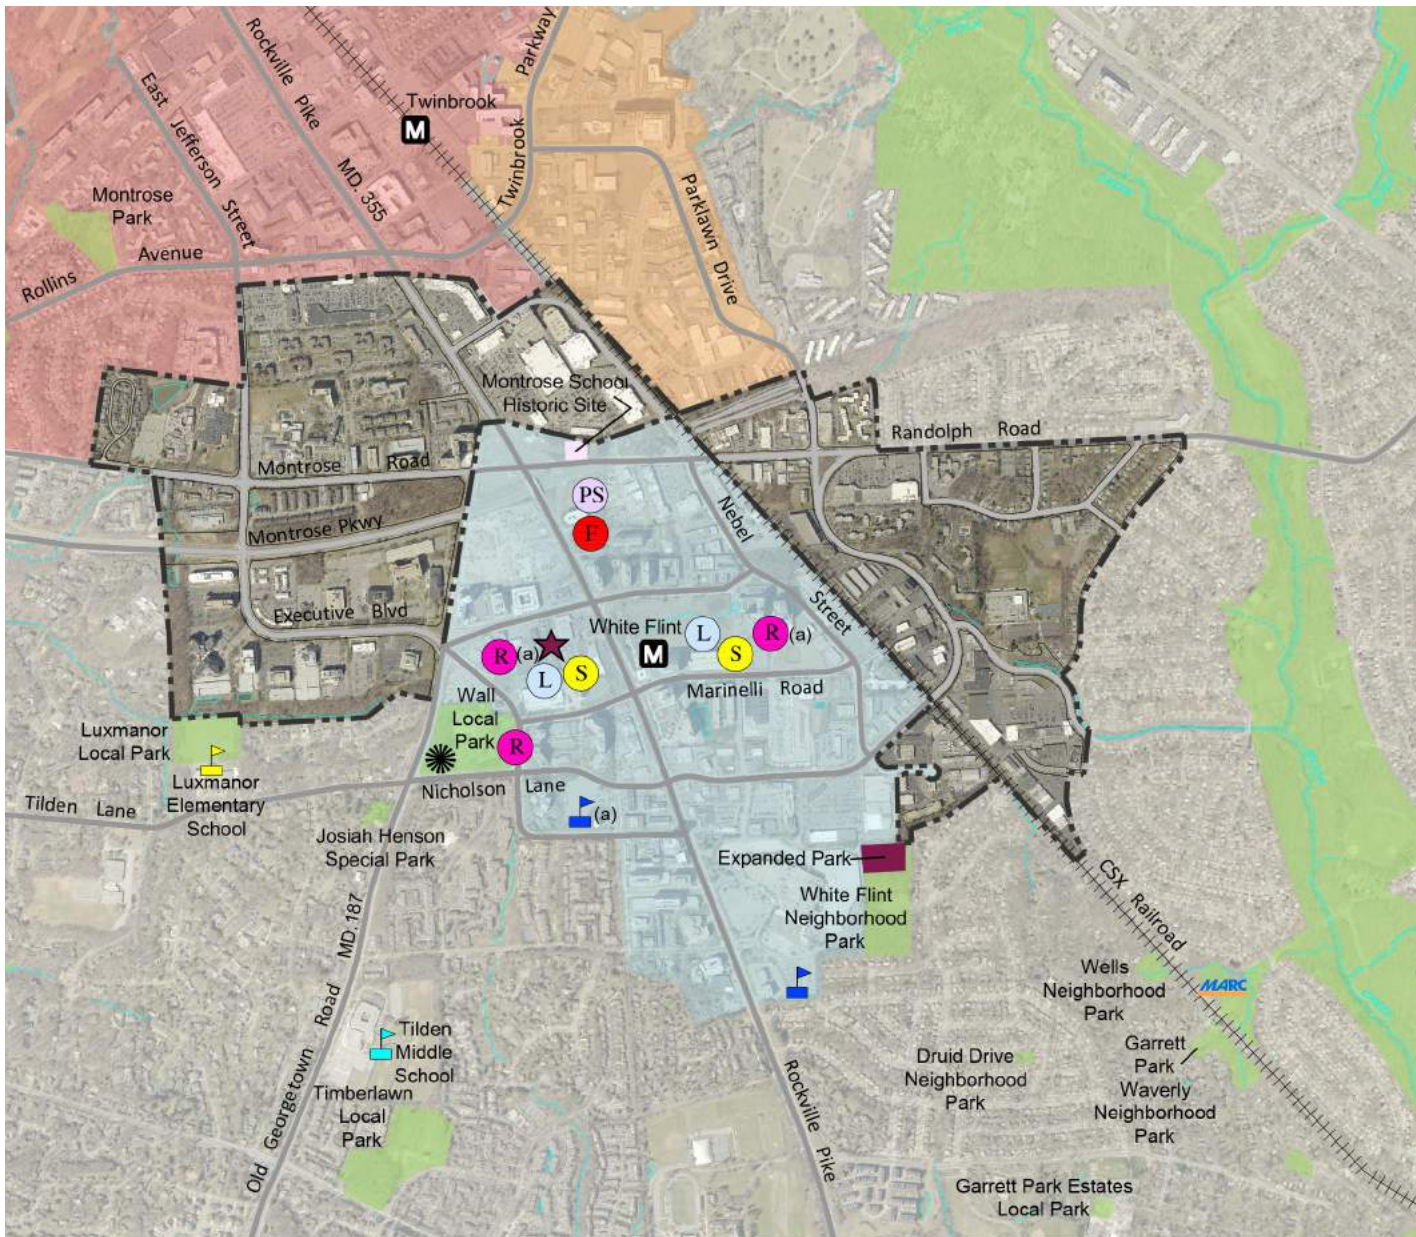 Rockville Pike MD. 355
East Jefferson Street
Twinbrook
M
Twinbrook Parkway
Parklawn Drive
Montrose
Park
Rollins Avenue
Montrose School
Historic Site
Randolph Road
Montrose Road
Montrose Pkwy
Executive Blvd
PS
F
Nebel Street
White Flint
M
L
S
R
(a)
R
(a)
L
S
Marinelli Road
Wall
Local
Park
R
Nicholson Lane
(a)
Luxmanor
Local Park
Luxmanor
Elementary
School
Tilden Lane
Josiah Henson
Special Park
Expanded Park
White Flint
Neighborhood
Park
CSX Railroad
MARC
Wells
Neighborhood
Park
Garrett
Park
Waverly
Neighborhood
Park
Druid Drive
Neighborhood
Park
Old Georgetown Road MD. 187
Tilden
Middle
School
Timberlawn
Local
Park
Rockville Pike
Garrett Park Estates
Local Park